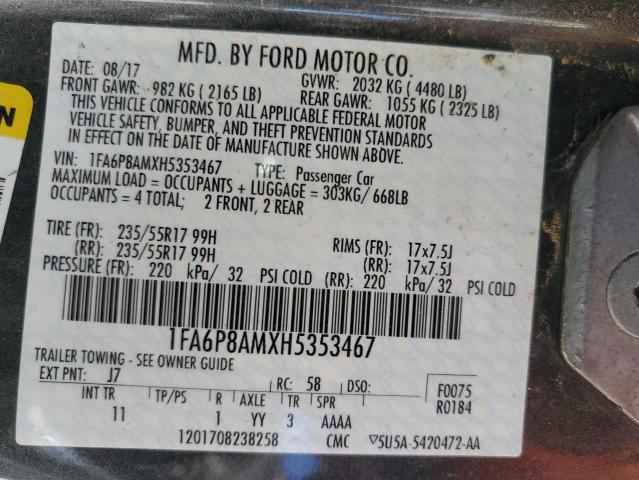 MFD. BY FORD MOTOR CO.
DATE: 08/17 GVWR: 2032 KG ( 4480 LB)
FRONT GAWR: 982 KG ( 2165 LB) REAR GAWR: 1055 KG ( 2325 LB)
THIS VEHICLE CONFORMS TO ALL APPLICABLE FEDERAL MOTOR
VEHICLE SAFETY, BUMPER, AND THEFT PREVENTION STANDARDS
IN EFFECT ON THE DATE OF MANUFACTURE SHOWN ABOVE.
VIN: 1FA6P8AMXH5353467 TYPE: Passenger Car
MAXIMUM LOAD = OCCUPANTS + LUGGAGE = 303KG/ 668LB
OCCUPANTS = 4 TOTAL; 2 FRONT, 2 REAR
TIRE (FR): 235/55R17 99H RIMS (FR): 17x7.5J
(RR): 235/55R17 99H (RR): 17x7.5J
PRESSURE (FR): 220 kPa/ 32 PSI COLD (RR): 220 kPa/ 32 PSI COLD
1FA6P8AMXH5353467
TRAILER TOWING - SEE OWNER GUIDE
EXT PNT: J7 RC: 58 DSO: F0075
INT TR TP/PS R AXLE TR SPR R0184
11 1 YY 3 AAAA
1201708238258 CMC ▽5U5A-5420472-AA